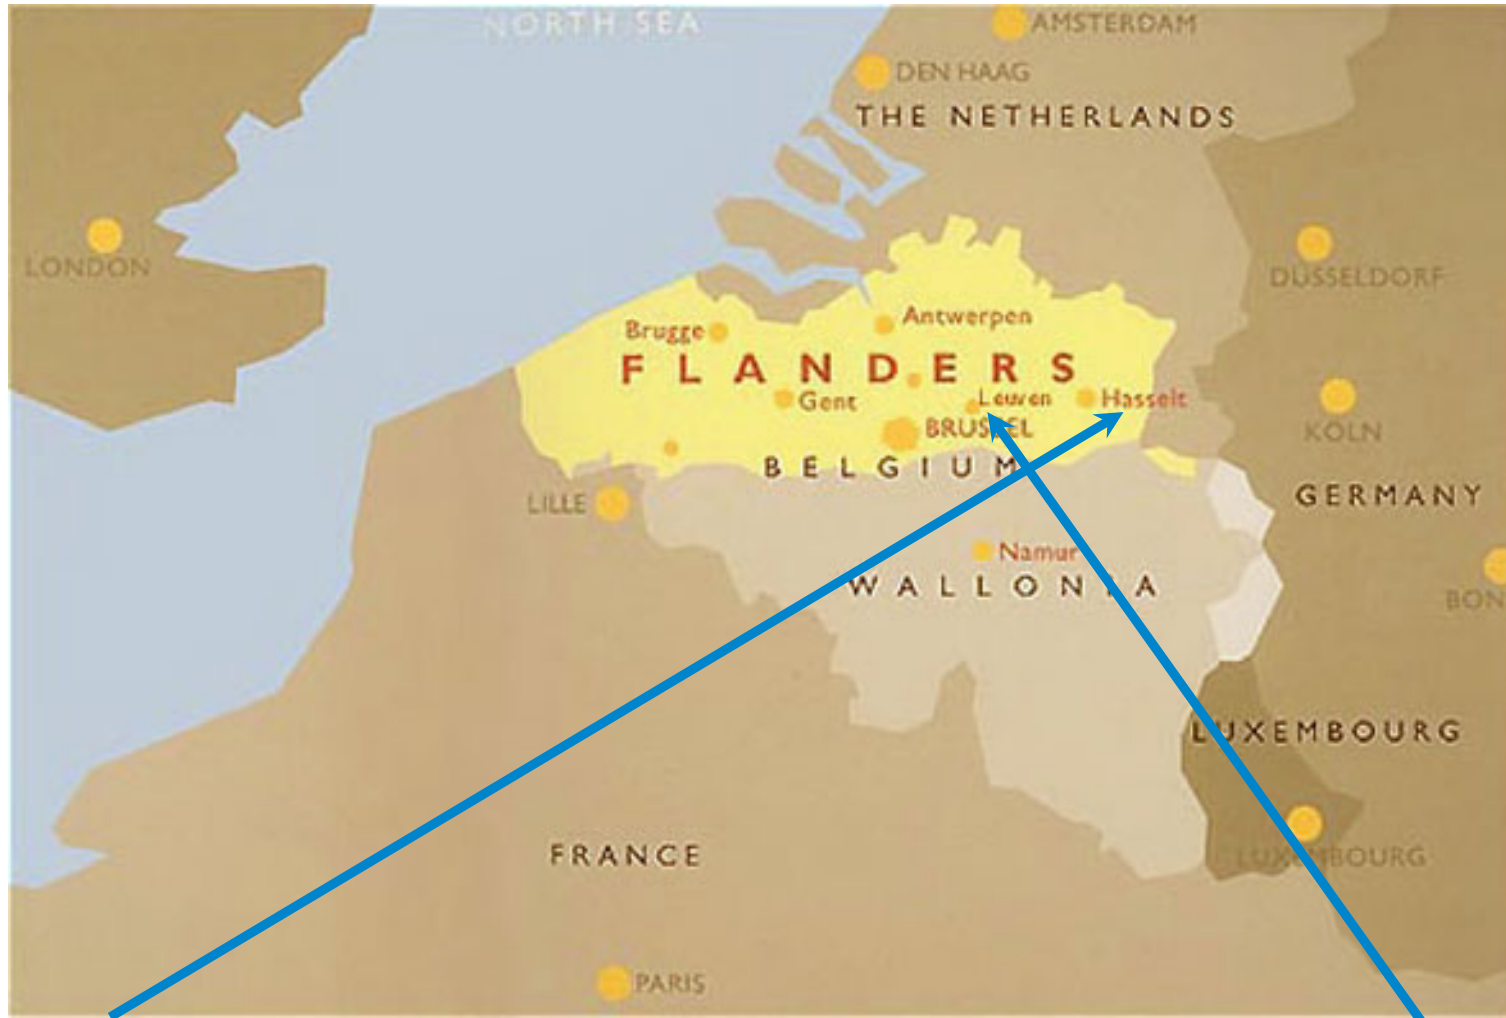 NORTH SEA
AMSTERDAM
DEN HAAG
THE NETHERLANDS
LONDON
DÜSSELDORF
Antwerpen
Brugge
FLANDERS
Leuven
Hasselt
Gent
BRUSSEL
KÖLN
BELGIUM
LILLE
GERMANY
Namur
WALLONIA
BON
LUXEMBOURG
FRANCE
LUXEMBOURG
PARIS